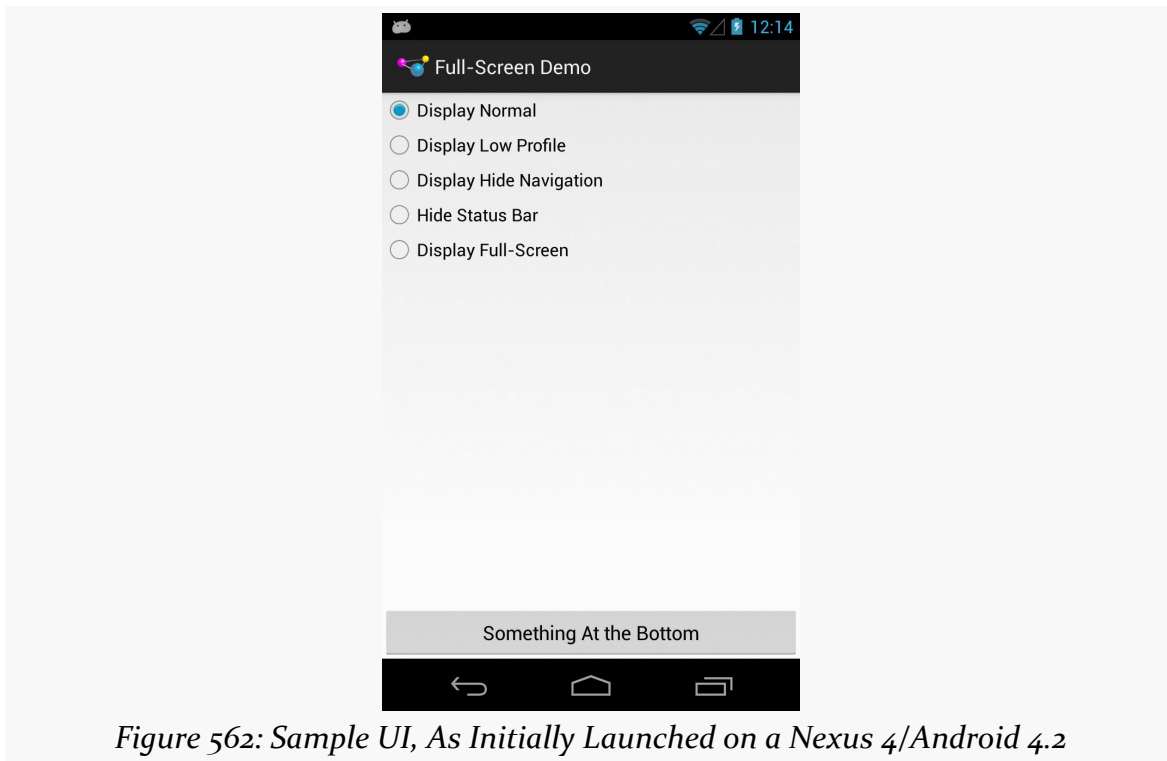 12:14
Full-Screen Demo
Display Normal
Display Low Profile
Display Hide Navigation
Hide Status Bar
Display Full-Screen
Something At the Bottom
Figure 562: Sample UI, As Initially Launched on a Nexus 4/Android 4.2